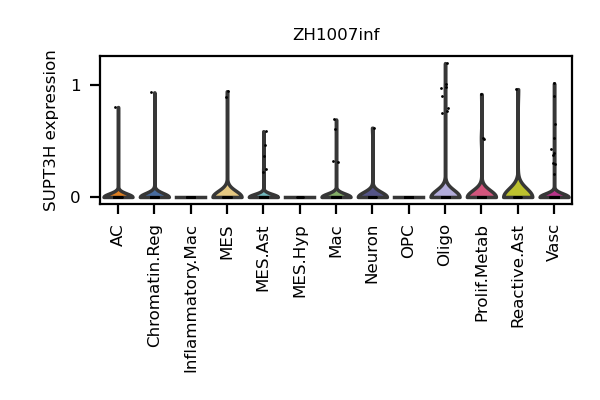 ZH1007inf
SUPT3H expression
1
0
AC
Chromatin.Reg
Inflammatory.Mac
MES
MES.Ast
MES.Hyp
Mac
Neuron
OPC
Oligo
Prolif.Metab
Reactive.Ast
Vasc